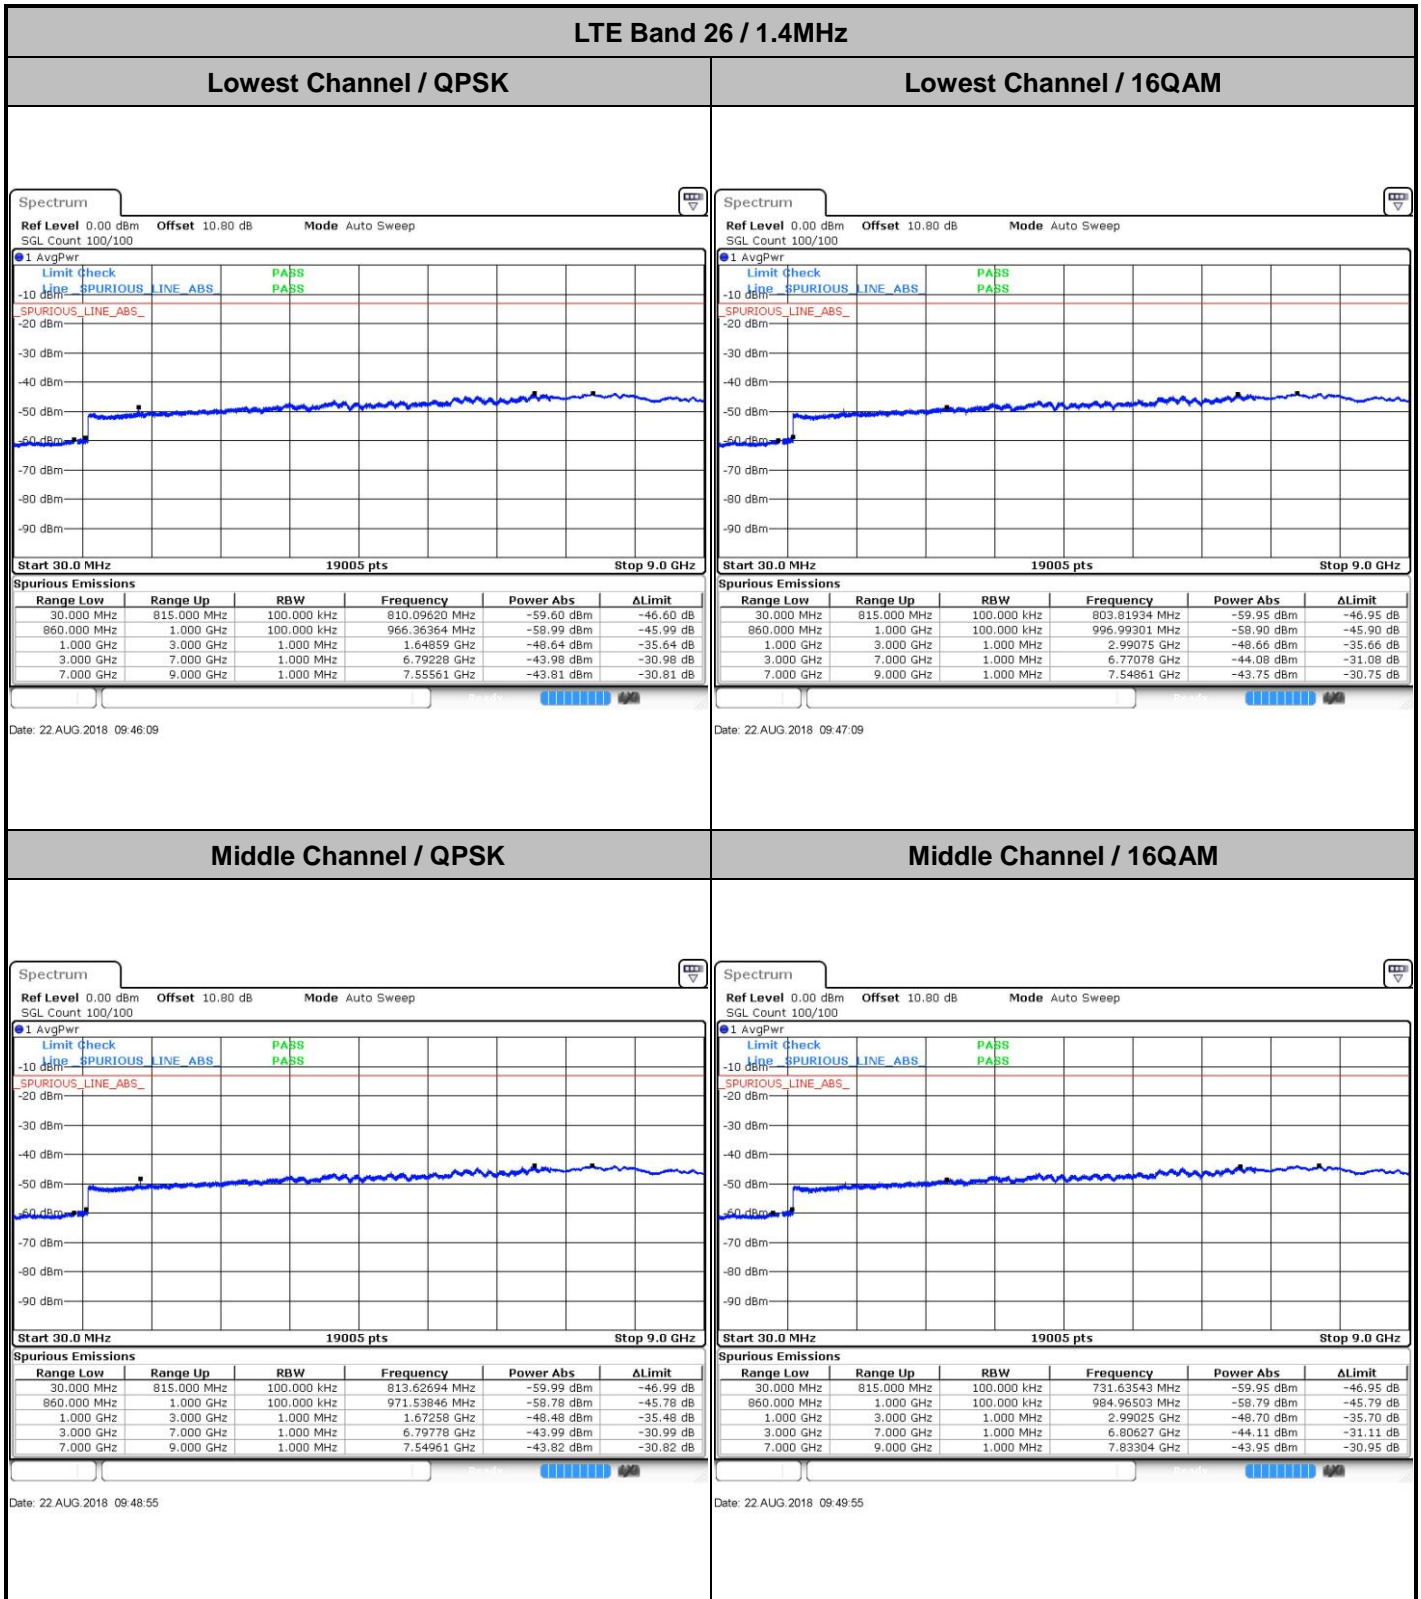 LTE Band 26 / 1.4MHz
Lowest Channel / QPSK
Lowest Channel / 16QAM
Spectrum
Ref Level 0.00 dBm Offset 10.80 dB Mode Auto Sweep
SGL Count 100/100
1 AvgPwr
Limit Check PASS
Line _SPURIOUS_LINE_ABS_ PASS
-10 dBm
_SPURIOUS_LINE_ABS_
-20 dBm
-30 dBm
-40 dBm
-50 dBm
-60 dBm
-70 dBm
-80 dBm
-90 dBm
Start 30.0 MHz 19005 pts Stop 9.0 GHz
Spurious Emissions
Range Low Range Up RBW Frequency Power Abs ΔLimit
30.000 MHz 815.000 MHz 100.000 kHz 810.09620 MHz -59.60 dBm -46.60 dB
860.000 MHz 1.000 GHz 100.000 kHz 966.36364 MHz -58.99 dBm -45.99 dB
1.000 GHz 3.000 GHz 1.000 MHz 1.64859 GHz -48.64 dBm -35.64 dB
3.000 GHz 7.000 GHz 1.000 MHz 6.79228 GHz -43.98 dBm -30.98 dB
7.000 GHz 9.000 GHz 1.000 MHz 7.55561 GHz -43.81 dBm -30.81 dB
Date: 22.AUG.2018 09:46:09
Spectrum
Ref Level 0.00 dBm Offset 10.80 dB Mode Auto Sweep
SGL Count 100/100
1 AvgPwr
Limit Check PASS
Line _SPURIOUS_LINE_ABS_ PASS
-10 dBm
_SPURIOUS_LINE_ABS_
-20 dBm
-30 dBm
-40 dBm
-50 dBm
-60 dBm
-70 dBm
-80 dBm
-90 dBm
Start 30.0 MHz 19005 pts Stop 9.0 GHz
Spurious Emissions
Range Low Range Up RBW Frequency Power Abs ΔLimit
30.000 MHz 815.000 MHz 100.000 kHz 803.81934 MHz -59.95 dBm -46.95 dB
860.000 MHz 1.000 GHz 100.000 kHz 996.99301 MHz -58.90 dBm -45.90 dB
1.000 GHz 3.000 GHz 1.000 MHz 2.99075 GHz -48.66 dBm -35.66 dB
3.000 GHz 7.000 GHz 1.000 MHz 6.77078 GHz -44.08 dBm -31.08 dB
7.000 GHz 9.000 GHz 1.000 MHz 7.54861 GHz -43.75 dBm -30.75 dB
Date: 22.AUG.2018 09:47:09
Middle Channel / QPSK
Middle Channel / 16QAM
Spectrum
Ref Level 0.00 dBm Offset 10.80 dB Mode Auto Sweep
SGL Count 100/100
1 AvgPwr
Limit Check PASS
Line _SPURIOUS_LINE_ABS_ PASS
-10 dBm
_SPURIOUS_LINE_ABS_
-20 dBm
-30 dBm
-40 dBm
-50 dBm
-60 dBm
-70 dBm
-80 dBm
-90 dBm
Start 30.0 MHz 19005 pts Stop 9.0 GHz
Spurious Emissions
Range Low Range Up RBW Frequency Power Abs ΔLimit
30.000 MHz 815.000 MHz 100.000 kHz 813.62694 MHz -59.99 dBm -46.99 dB
860.000 MHz 1.000 GHz 100.000 kHz 971.53846 MHz -58.78 dBm -45.78 dB
1.000 GHz 3.000 GHz 1.000 MHz 1.67258 GHz -48.48 dBm -35.48 dB
3.000 GHz 7.000 GHz 1.000 MHz 6.79778 GHz -43.99 dBm -30.99 dB
7.000 GHz 9.000 GHz 1.000 MHz 7.54961 GHz -43.82 dBm -30.82 dB
Date: 22.AUG.2018 09:48:55
Spectrum
Ref Level 0.00 dBm Offset 10.80 dB Mode Auto Sweep
SGL Count 100/100
1 AvgPwr
Limit Check PASS
Line _SPURIOUS_LINE_ABS_ PASS
-10 dBm
_SPURIOUS_LINE_ABS_
-20 dBm
-30 dBm
-40 dBm
-50 dBm
-60 dBm
-70 dBm
-80 dBm
-90 dBm
Start 30.0 MHz 19005 pts Stop 9.0 GHz
Spurious Emissions
Range Low Range Up RBW Frequency Power Abs ΔLimit
30.000 MHz 815.000 MHz 100.000 kHz 731.63543 MHz -59.95 dBm -46.95 dB
860.000 MHz 1.000 GHz 100.000 kHz 984.96503 MHz -58.79 dBm -45.79 dB
1.000 GHz 3.000 GHz 1.000 MHz 2.99025 GHz -48.70 dBm -35.70 dB
3.000 GHz 7.000 GHz 1.000 MHz 6.80627 GHz -44.11 dBm -31.11 dB
7.000 GHz 9.000 GHz 1.000 MHz 7.83304 GHz -43.95 dBm -30.95 dB
Date: 22.AUG.2018 09:49:55